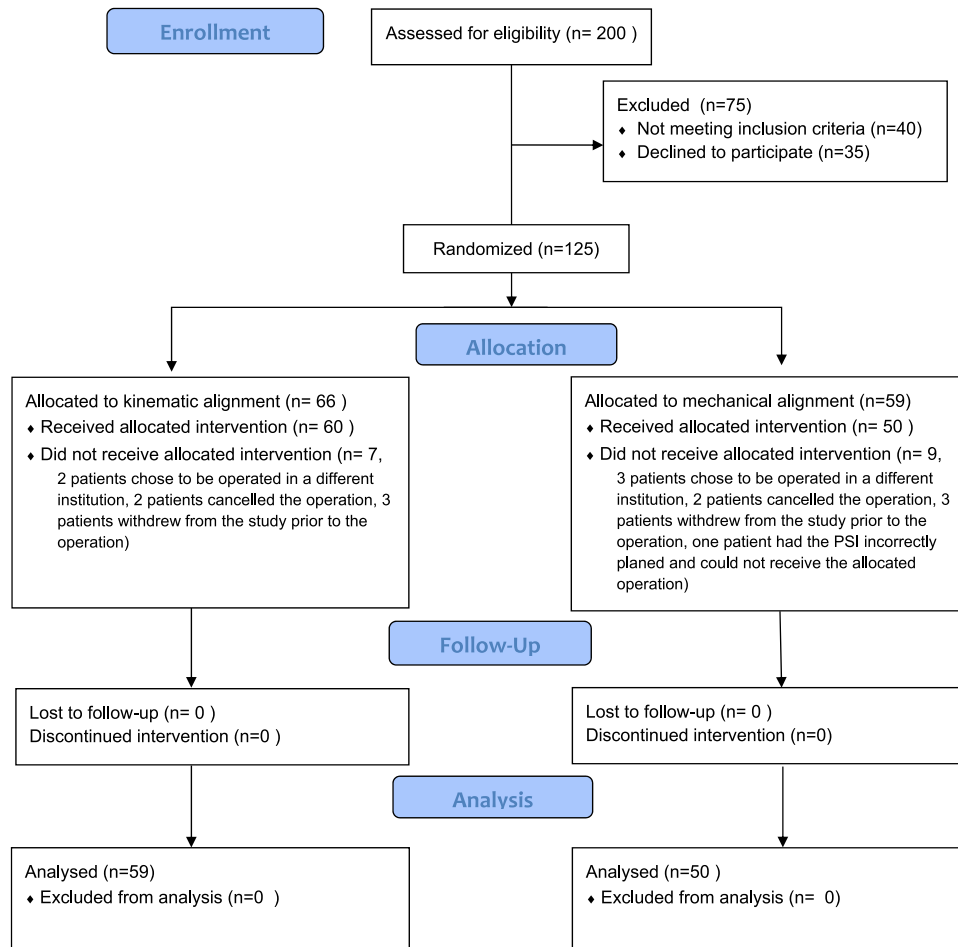 Enrollment
Assessed for eligibility (n= 200 )
Excluded (n=75)
♦ Not meeting inclusion criteria (n=40)
♦ Declined to participate (n=35)
Randomized (n=125)
Allocation
Allocated to kinematic alignment (n= 66 )
♦ Received allocated intervention (n= 60 )
♦ Did not receive allocated intervention (n= 7,
2 patients chose to be operated in a different
institution, 2 patients cancelled the operation, 3
patients withdrew from the study prior to the
operation)
Allocated to mechanical alignment (n=59)
♦ Received allocated intervention (n= 50 )
♦ Did not receive allocated intervention (n= 9,
3 patients chose to be operated in a different
institution, 2 patients cancelled the operation, 3
patients withdrew from the study prior to the
operation, one patient had the PSI incorrectly
planed and could not receive the allocated
operation)
Follow-Up
Lost to follow-up (n= 0 )
Discontinued intervention (n=0 )
Lost to follow-up (n= 0 )
Discontinued intervention (n=0)
Analysis
Analysed (n=59)
♦ Excluded from analysis (n=0 )
Analysed (n=50 )
♦ Excluded from analysis (n= 0)